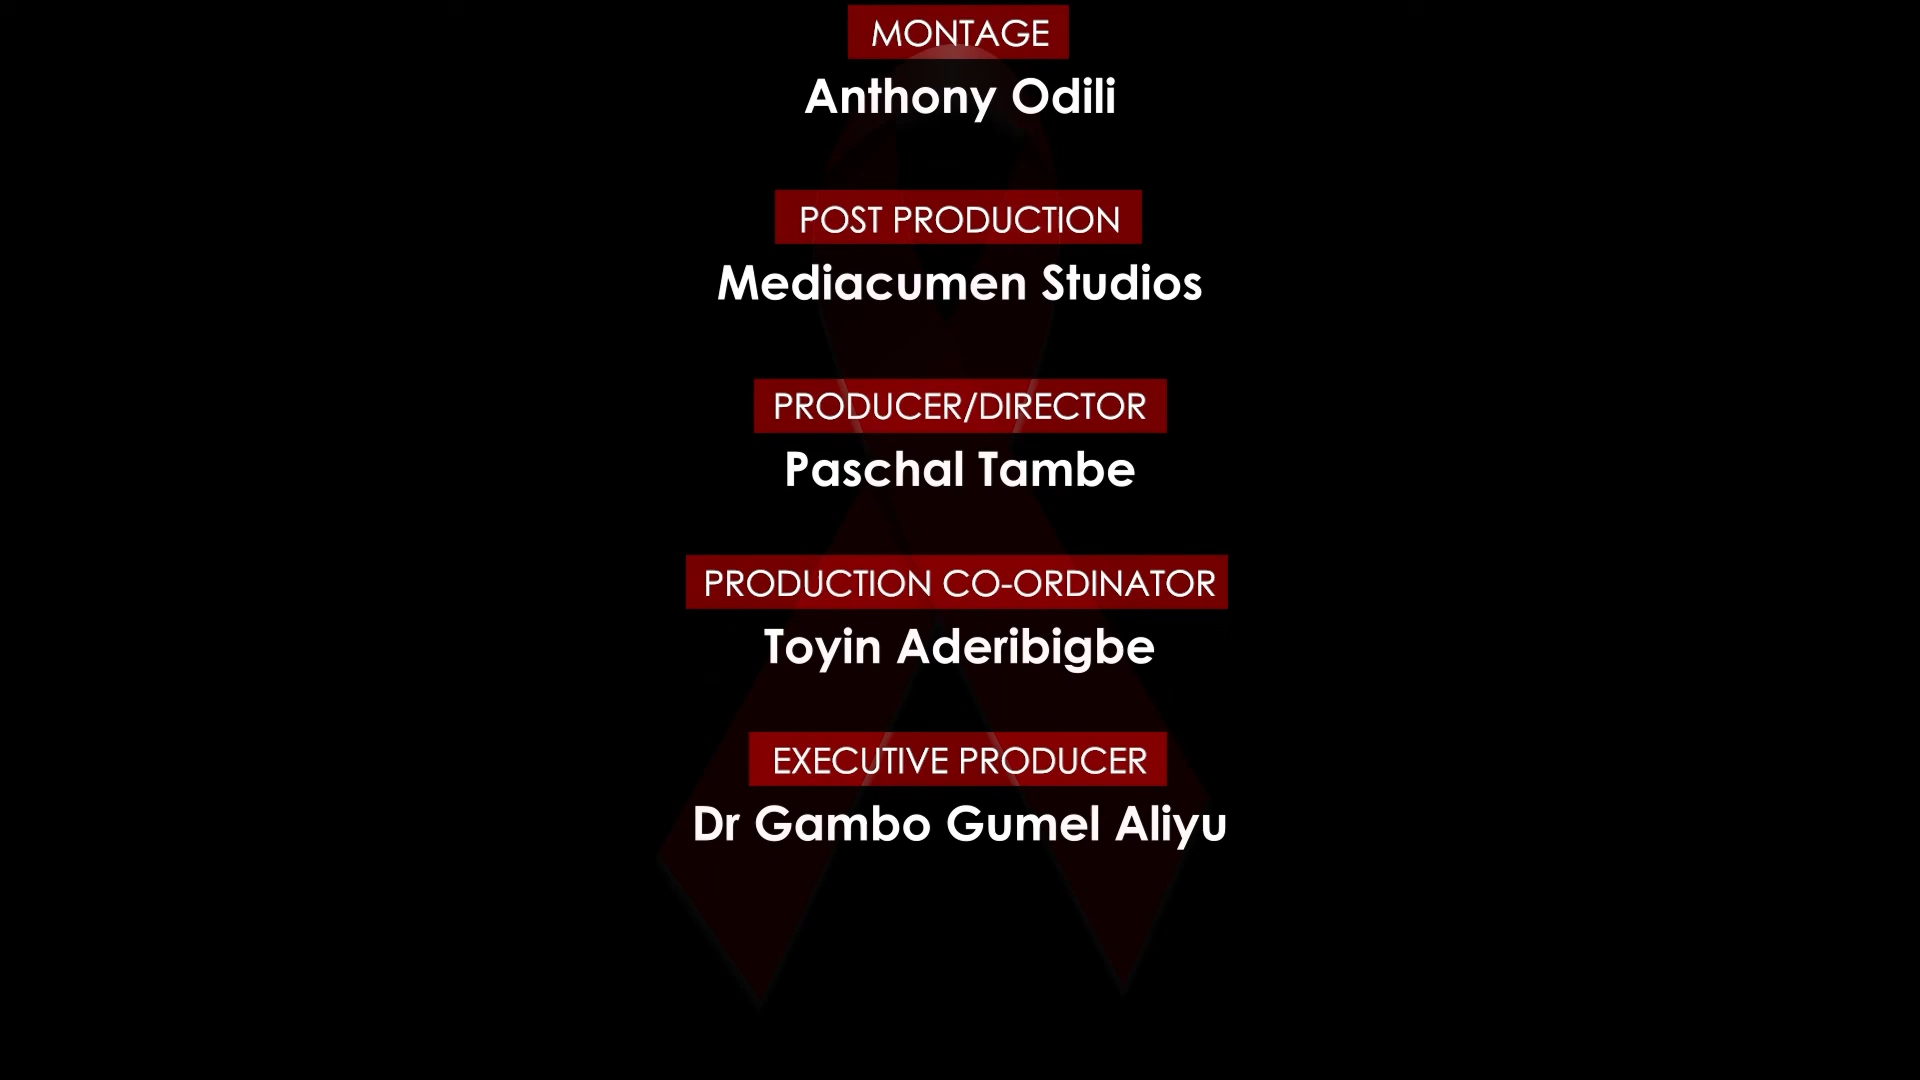 MONTAGE
Anthony Odili
POST PRODUCTION
Mediacumen Studios
PRODUCER/DIRECTOR
Paschal Tambe
PRODUCTION CO-ORDINATOR
Toyin Aderibigbe
EXECUTIVE PRODUCER
Dr Gambo Gumel Aliyu